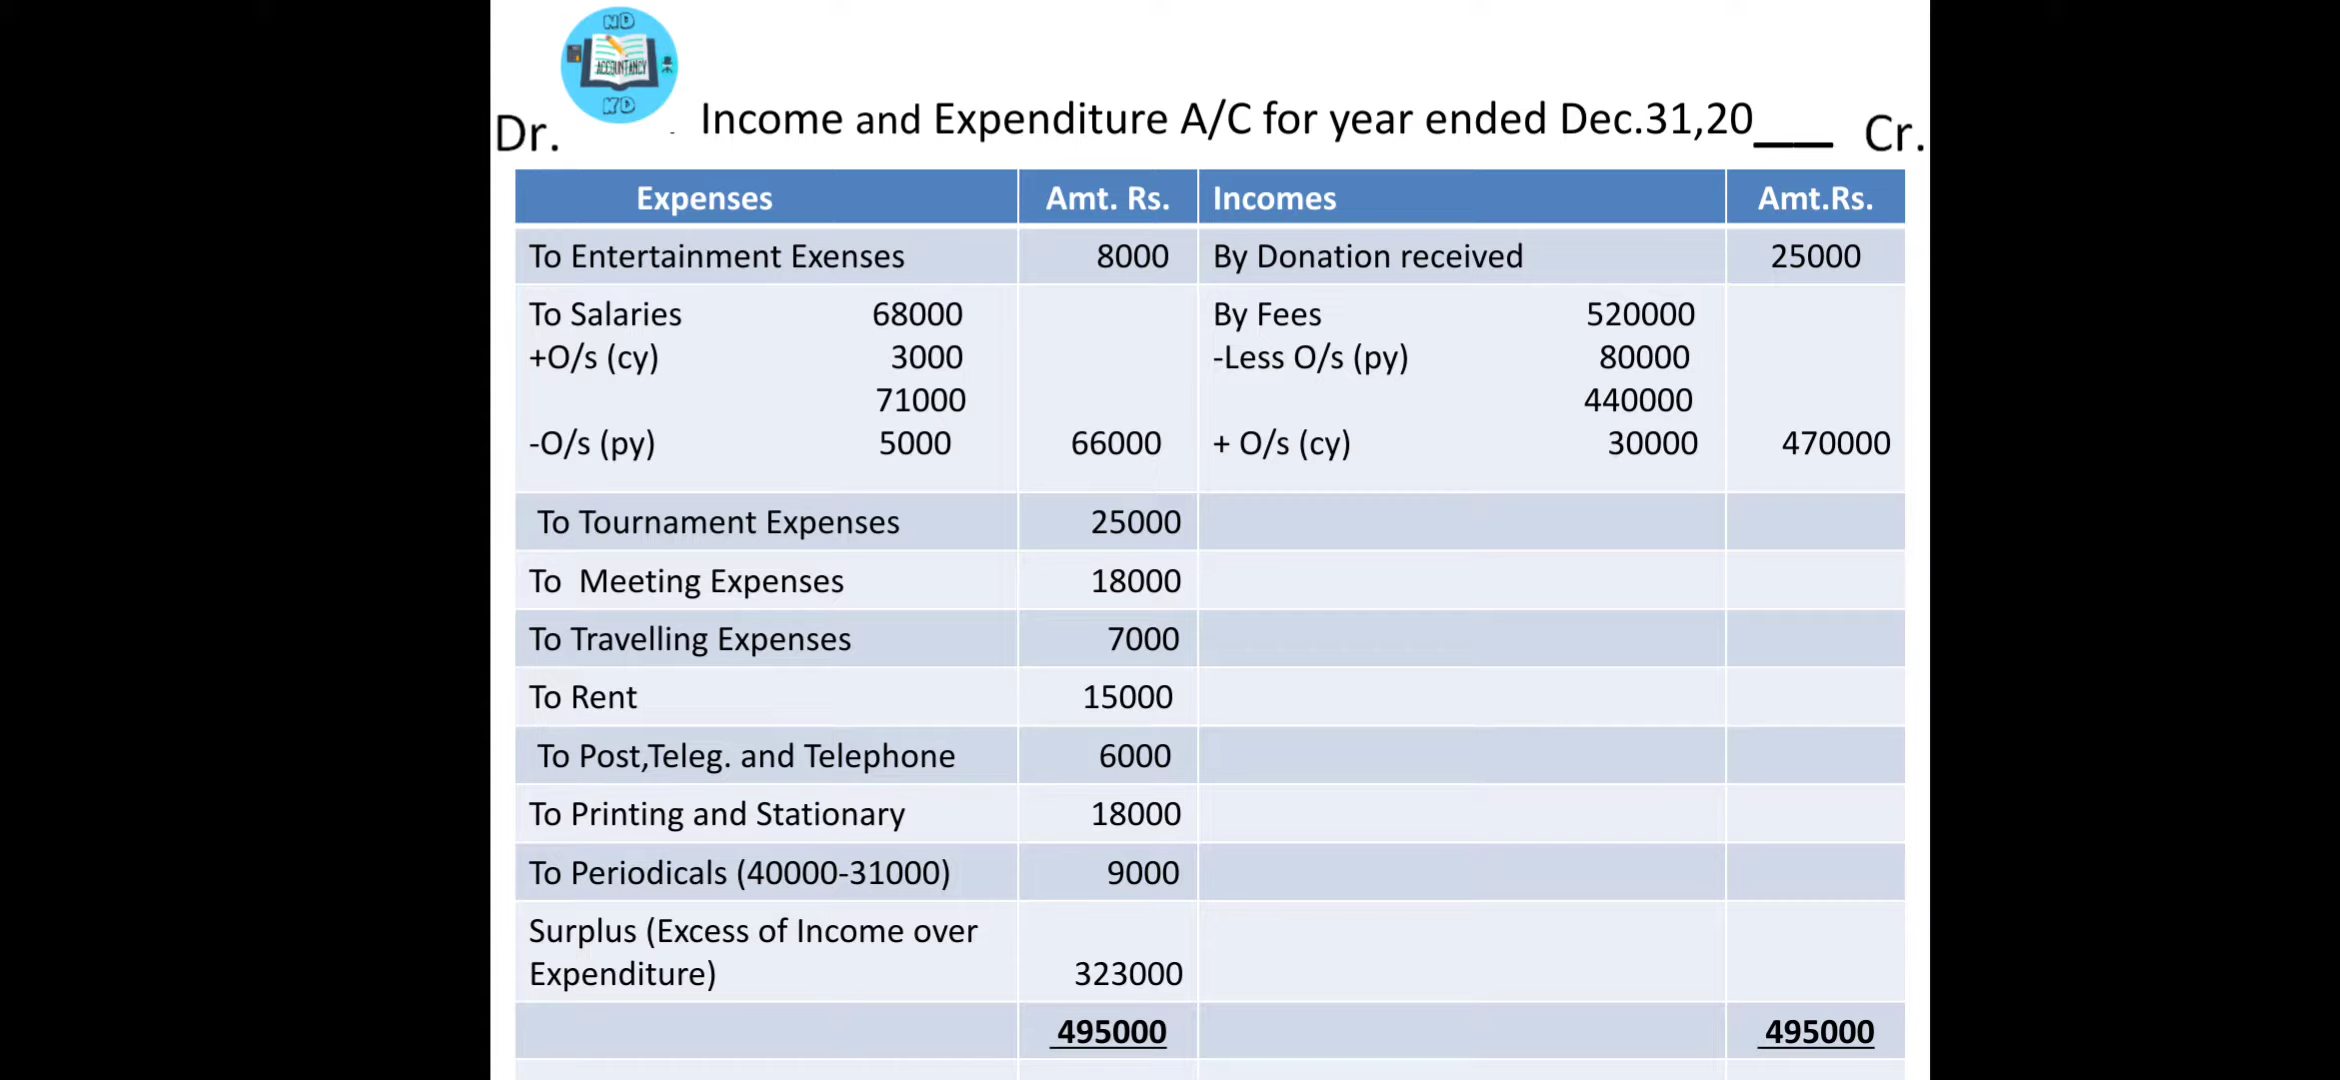 ND
ACCOUNTANCY
KD
Dr. Income and Expenditure A/C for year ended Dec.31,20___ Cr.
Expenses Amt. Rs. Incomes Amt.Rs.
To Entertainment Exenses 8000 By Donation received 25000
To Salaries 68000 By Fees 520000
+O/s (cy) 3000 -Less O/s (py) 80000
71000 440000
-O/s (py) 5000 66000 + O/s (cy) 30000 470000
To Tournament Expenses 25000
To Meeting Expenses 18000
To Travelling Expenses 7000
To Rent 15000
To Post,Teleg. and Telephone 6000
To Printing and Stationary 18000
To Periodicals (40000-31000) 9000
Surplus (Excess of Income over
Expenditure) 323000
495000 495000